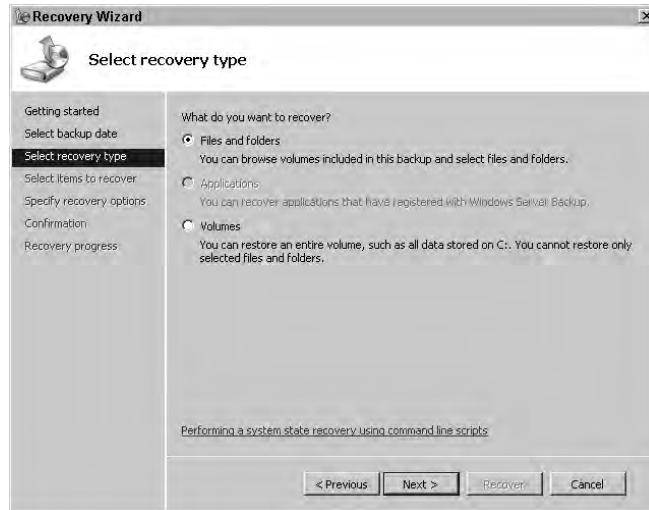 Recovery Wizard
Select recovery type
Getting started
Select backup date
Select recovery type
Select items to recover
Specify recovery options
Confirmation
Recovery progress
What do you want to recover?
Files and folders
You can browse volumes included in this backup and select files and folders.
Applications
You can recover applications that have registered with Windows Server Backup.
Volumes
You can restore an entire volume, such as all data stored on C:. You cannot restore only
selected files and folders.
Performing a system state recovery using command line scripts
< Previous
Next >
Recover
Cancel